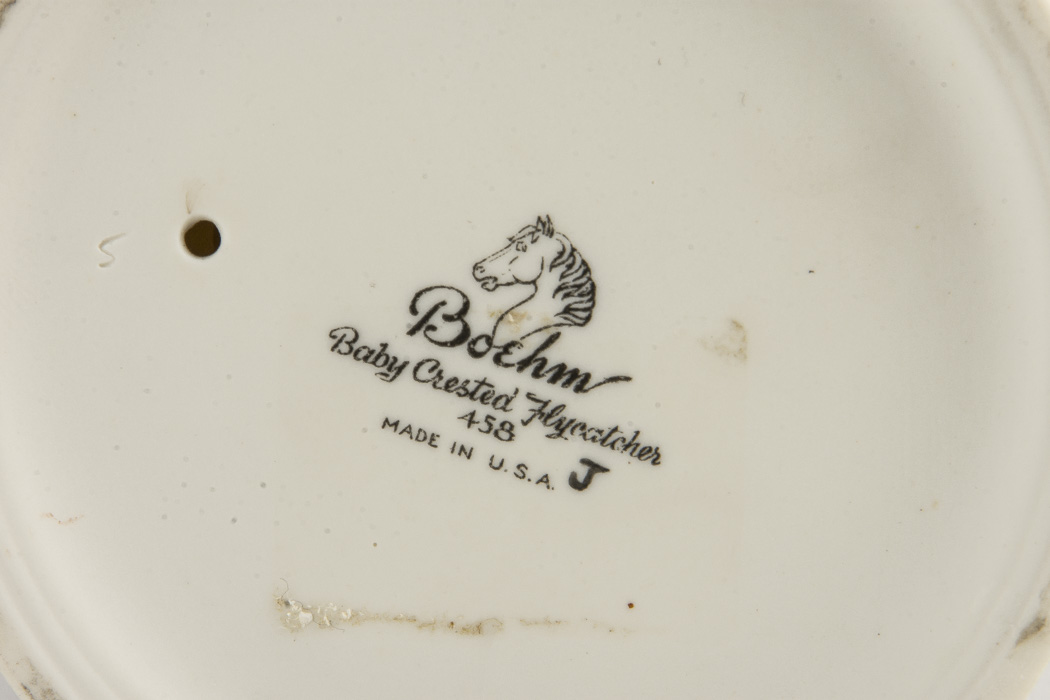 Boehm
Baby Crested Flycatcher
458
MADE IN U.S.A. J
S